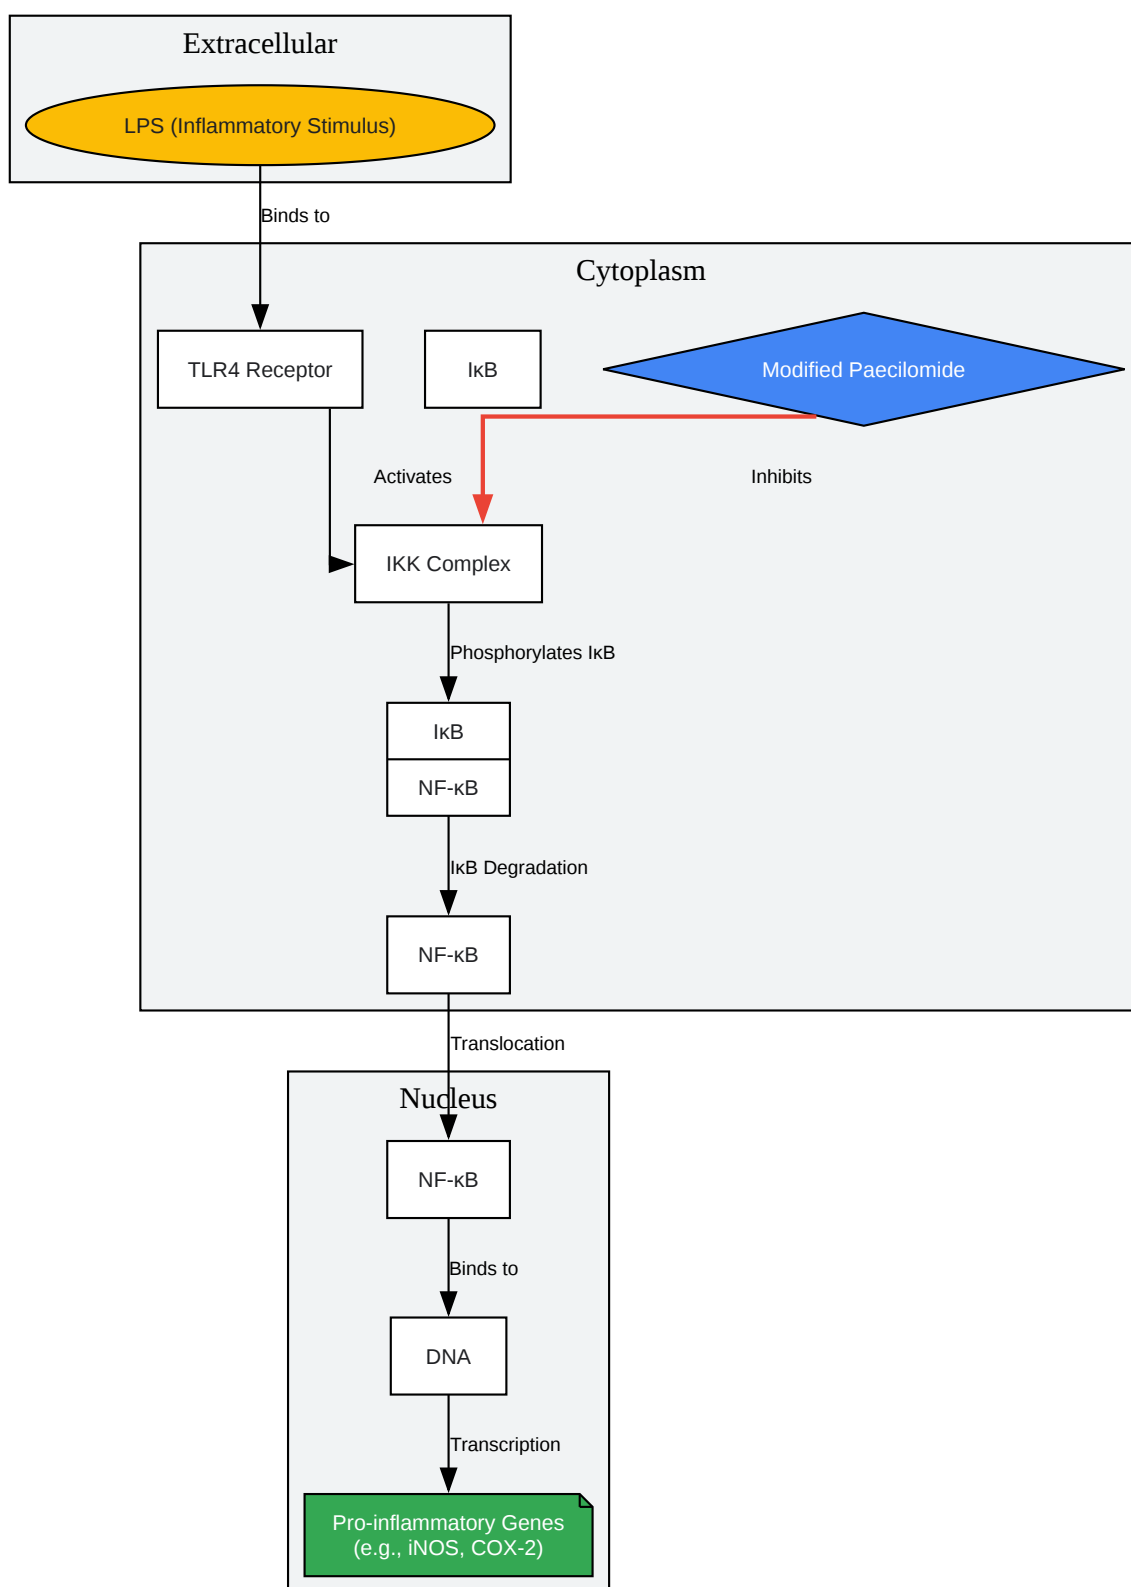 Extracellular
LPS (Inflammatory Stimulus)
Binds to
Cytoplasm
TLR4 Receptor
IκB
Modified Paecilomide
Activates
Inhibits
IKK Complex
Phosphorylates IκB
IκB
NF-κB
IκB Degradation
NF-κB
Translocation
Nucleus
NF-κB
Binds to
DNA
Transcription
Pro-inflammatory Genes
(e.g., iNOS, COX-2)